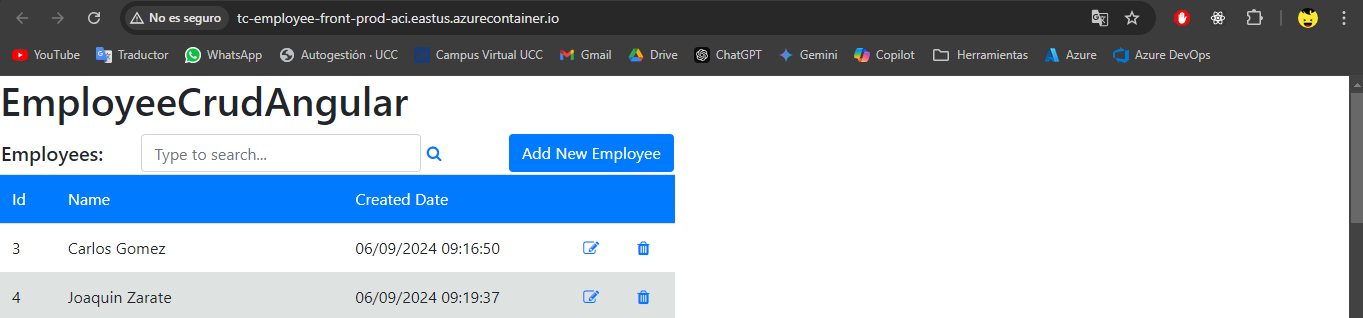 No es seguro tc-employee-front-prod-aci.eastus.azurecontainer.io
YouTube Traductor WhatsApp Autogestión · UCC Campus Virtual UCC Gmail Drive ChatGPT Gemini Copilot Herramientas Azure Azure DevOps
EmployeeCrudAngular
Employees: Type to search... Add New Employee
Id Name Created Date
3 Carlos Gomez 06/09/2024 09:16:50
4 Joaquin Zarate 06/09/2024 09:19:37